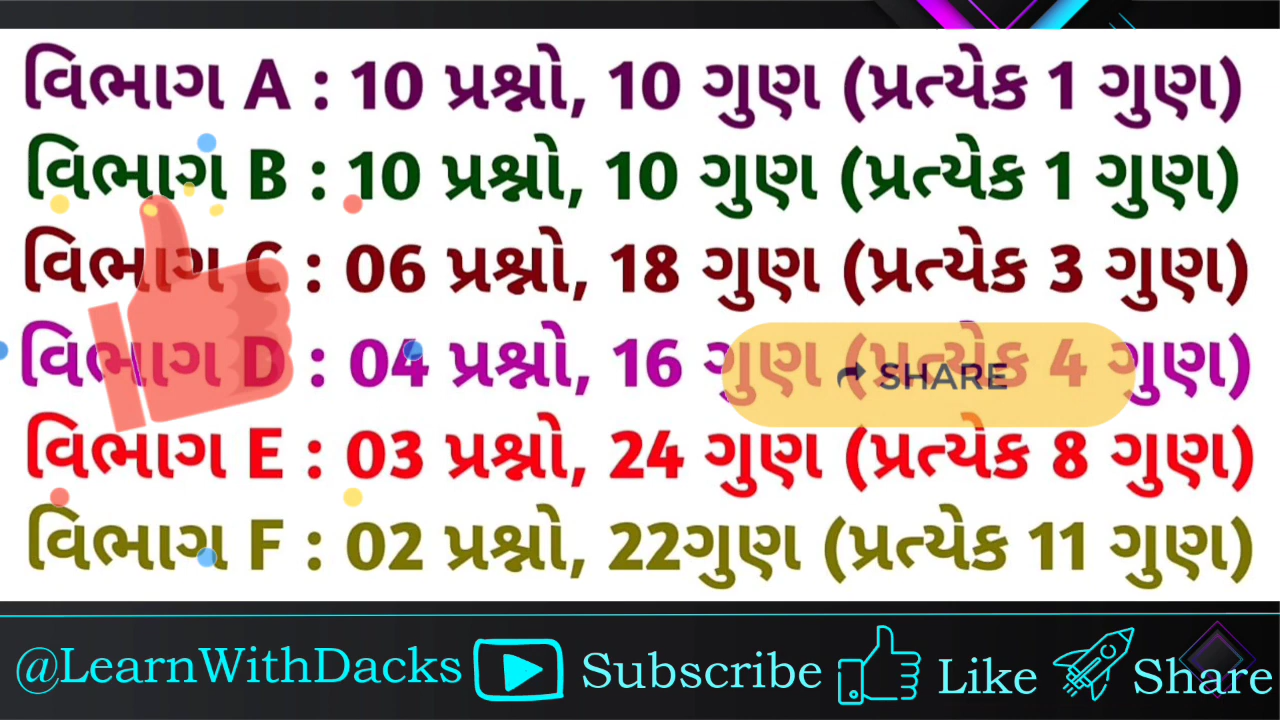 વિભાગ A : 10 પ્રશ્નો, 10 ગુણ (પ્રત્યેક 1 ગુણ)
વિભાગ B : 10 પ્રશ્નો, 10 ગુણ (પ્રત્યેક 1 ગુણ)
વિભાગ C : 06 પ્રશ્નો, 18 ગુણ (પ્રત્યેક 3 ગુણ)
વિભાગ D : 04 પ્રશ્નો, 16 ગુણ (પ્રત્યેક 4 ગુણ)
SHARE
વિભાગ E : 03 પ્રશ્નો, 24 ગુણ (પ્રત્યેક 8 ગુણ)
વિભાગ F : 02 પ્રશ્નો, 22ગુણ (પ્રત્યેક 11 ગુણ)
@LearnWithDacks Subscribe Like Share